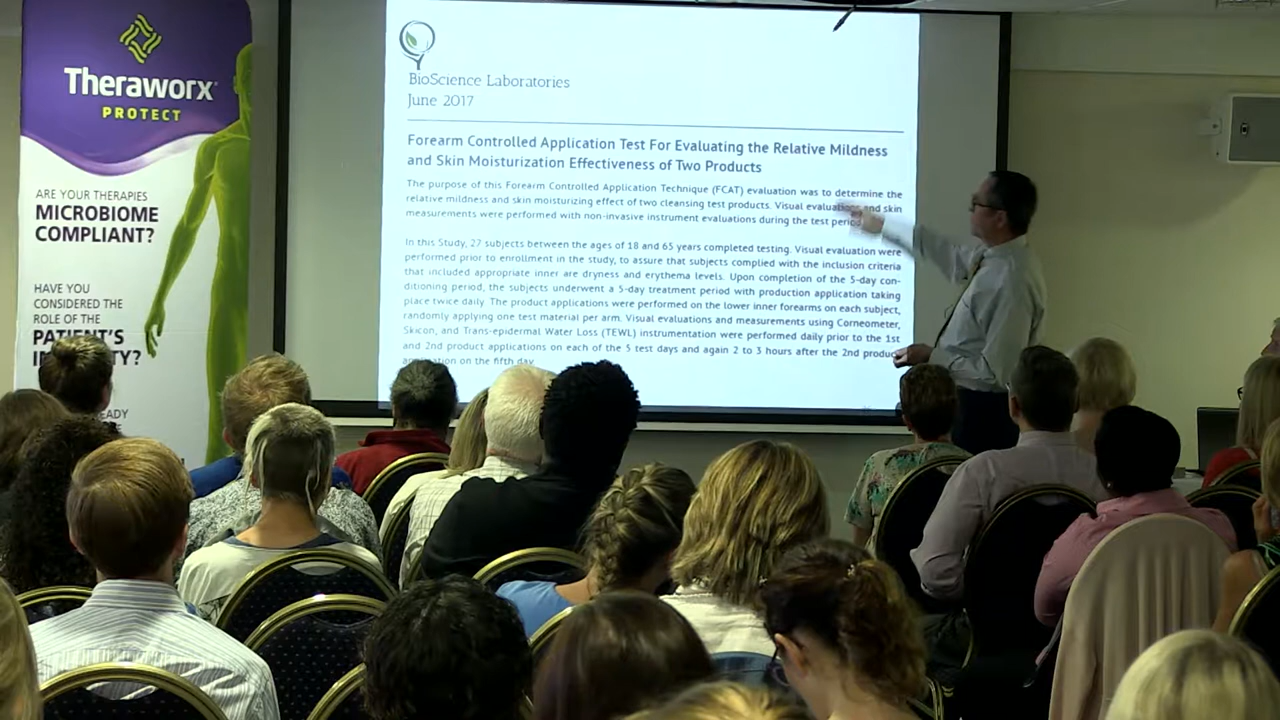 Theraworx
PROTECT
ARE YOUR THERAPIES
MICROBIOME
COMPLIANT?
HAVE YOU
CONSIDERED THE
ROLE OF THE
PATIENT'S
BioScience Laboratories
June 2017
Forearm Controlled Application Test For Evaluating the Relative Mildness
and Skin Moisturization Effectiveness of Two Products
The purpose of this Forearm Controlled Application Technique (FCAT) evaluation was to determine the
relative mildness and skin moisturizing effect of two cleansing test products. Visual evaluations and skin
measurements were performed with non-invasive instrument evaluations during the test period.
In this Study, 27 subjects between the ages of 18 and 65 years completed testing. Visual evaluation were
performed prior to enrollment in the study, to assure that subjects complied with the inclusion criteria
that included appropriate inner are dryness and erythema levels. Upon completion of the 5-day con-
ditioning period, the subjects underwent a 5-day treatment period with production application taking
place twice daily. The product applications were performed on the lower inner forearms on each subject,
randomly applying one test material per arm. Visual evaluations and measurements using Corneometer,
Skicon, and Trans-epidermal Water Loss (TEWL) instrumentation were performed daily prior to the 1st
and 2nd product applications on each of the 5 test days and again 2 to 3 hours after the 2nd product
application on the fifth day